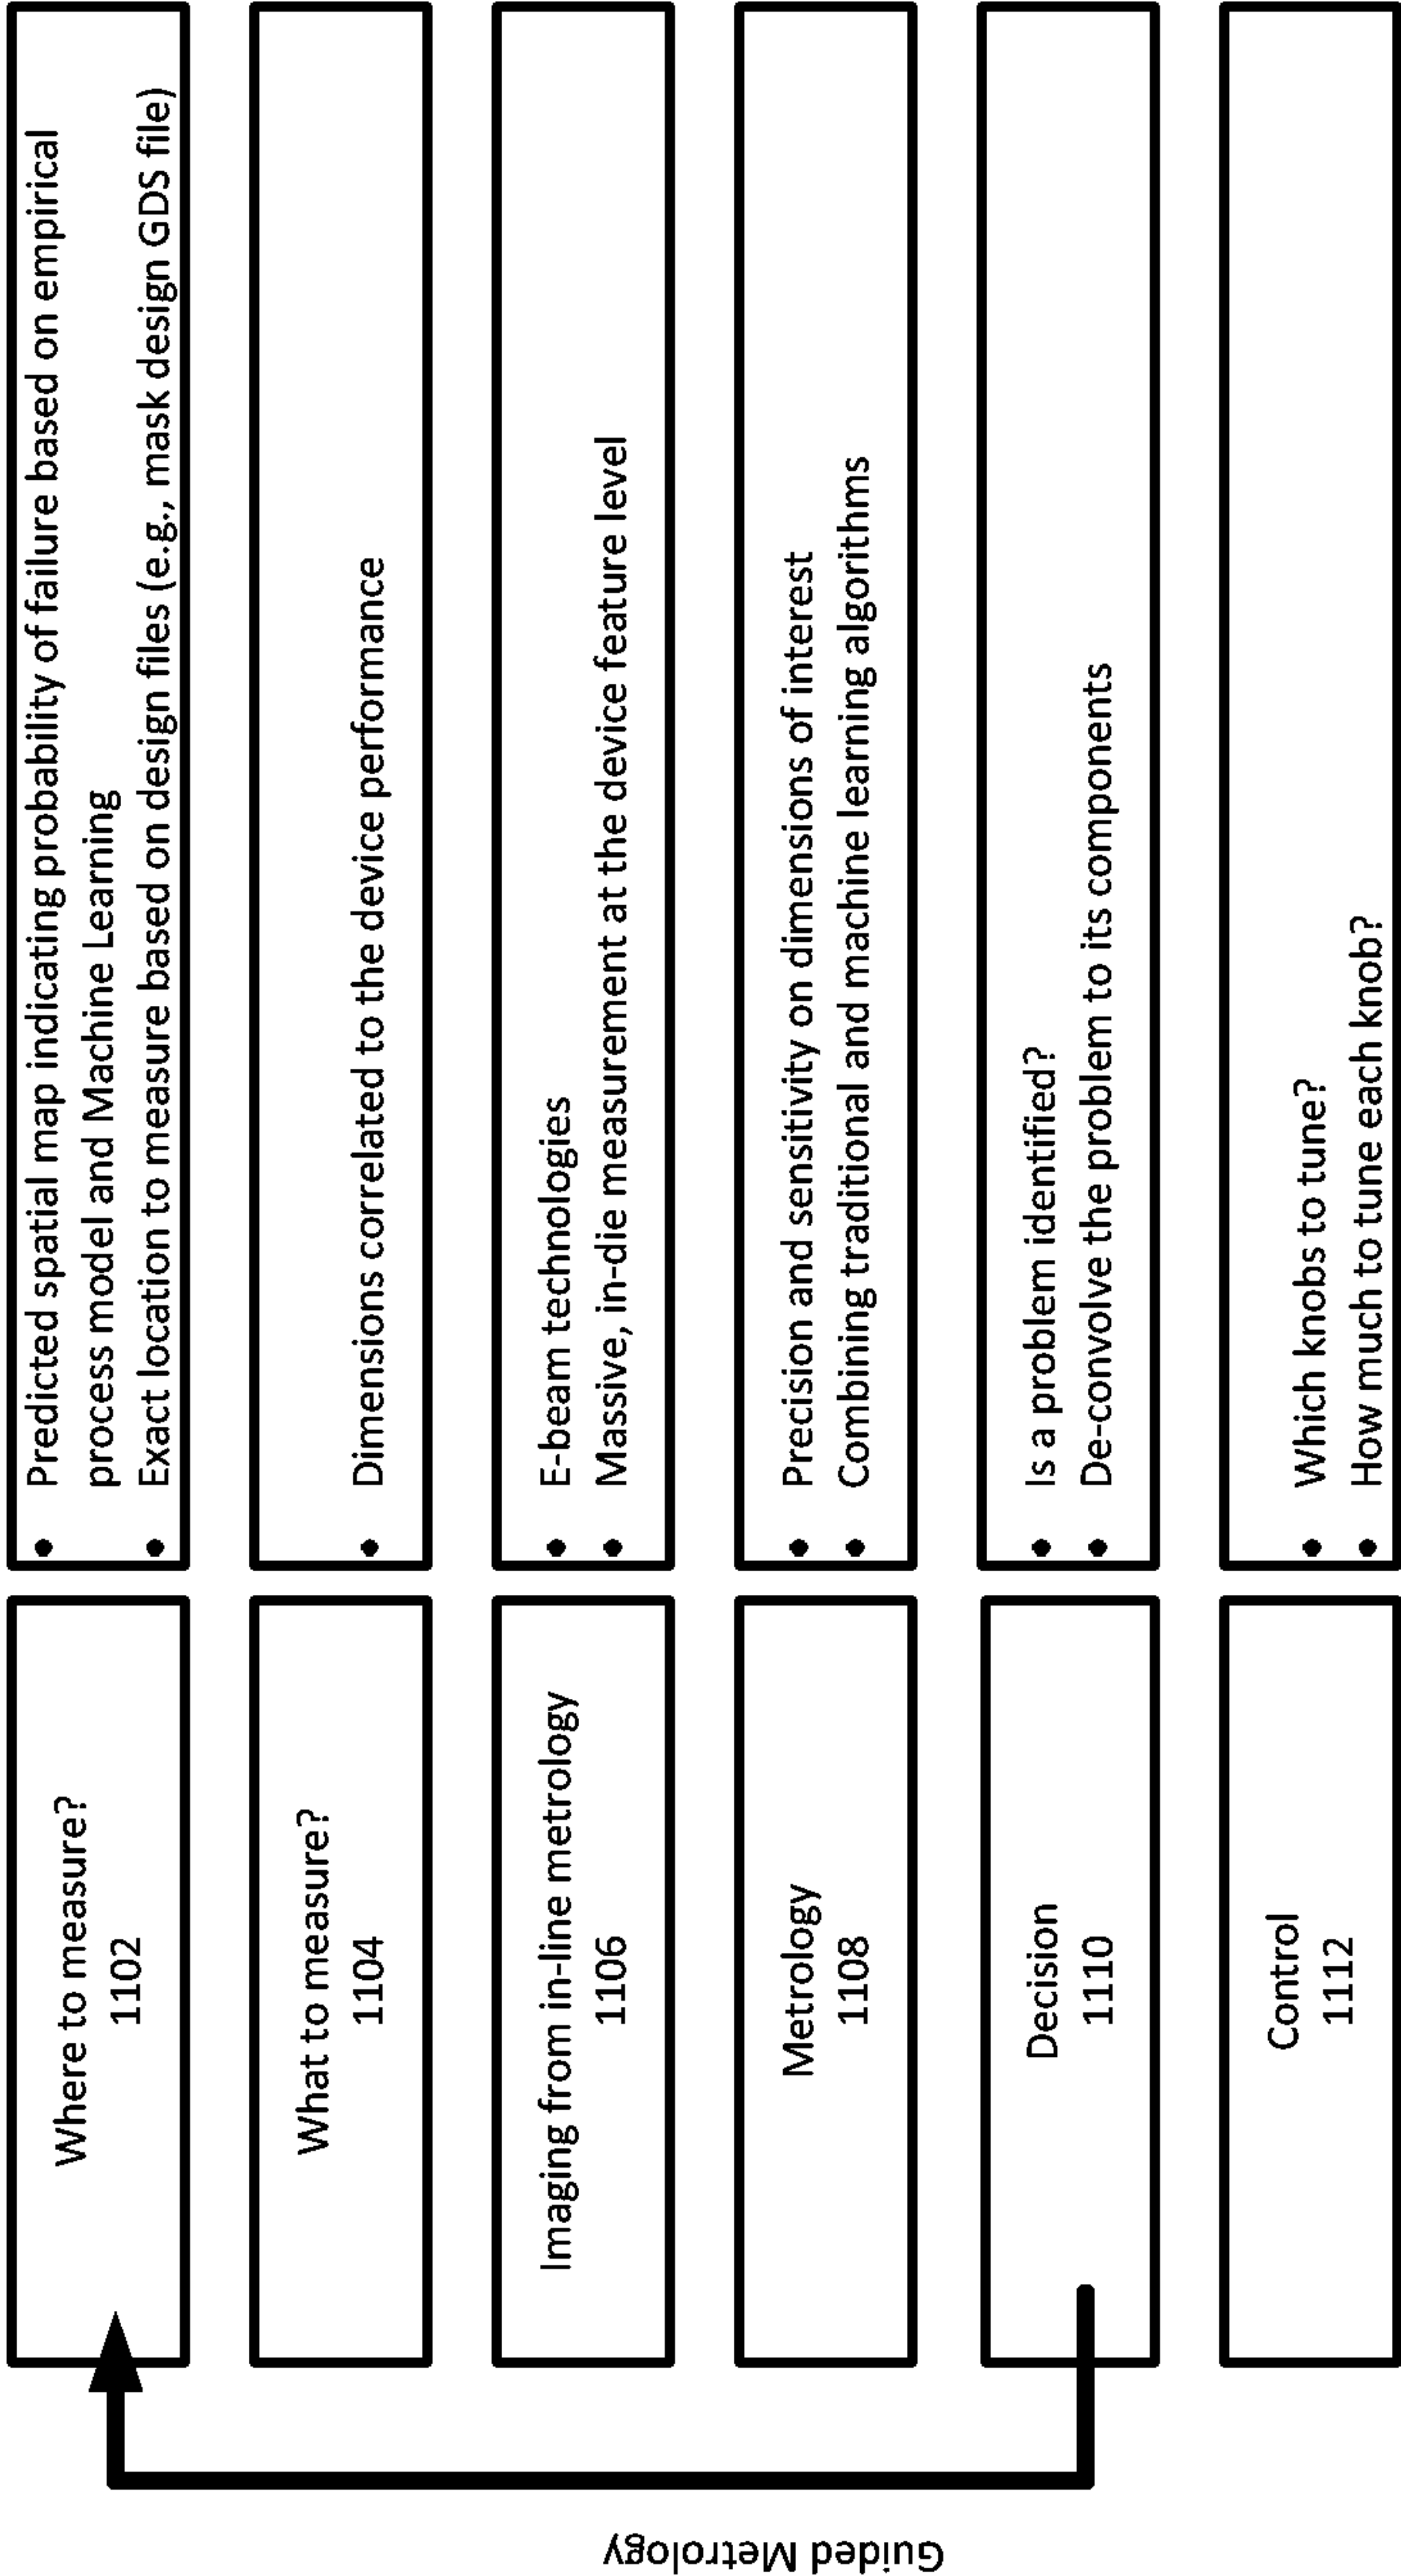 Guided Metrology
Where to measure?
1102
• Predicted spatial map indicating probability of failure based on empirical
process model and Machine Learning
• Exact location to measure based on design files (e.g., mask design GDS file)
What to measure?
1104
• Dimensions correlated to the device performance
Imaging from in-line metrology
1106
• E-beam technologies
• Massive, in-die measurement at the device feature level
Metrology
1108
• Precision and sensitivity on dimensions of interest
• Combining traditional and machine learning algorithms
Decision
1110
• Is a problem identified?
• De-convolve the problem to its components
Control
1112
• Which knobs to tune?
• How much to tune each knob?